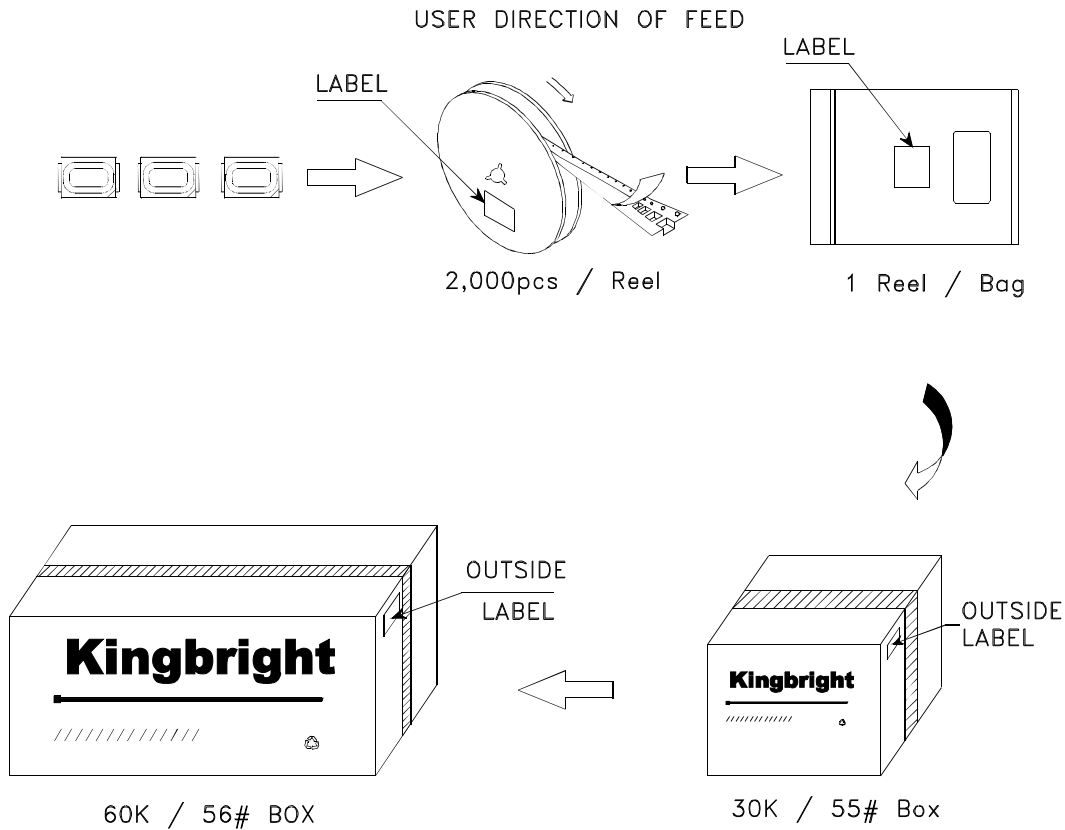 USER DIRECTION OF FEED
LABEL
LABEL
2,000pcs / Reel
1 Reel / Bag
OUTSIDE
LABEL
OUTSIDE
LABEL
Kingbright
Kingbright
60K / 56# BOX
30K / 55# Box